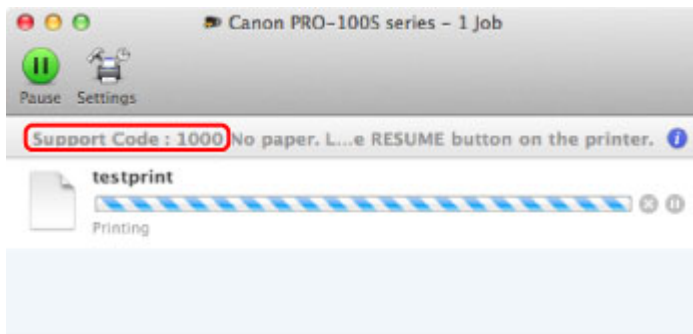 Canon PRO-100S series – 1 Job
Pause Settings
Support Code : 1000 No paper. L...e RESUME button on the printer.
testprint
Printing